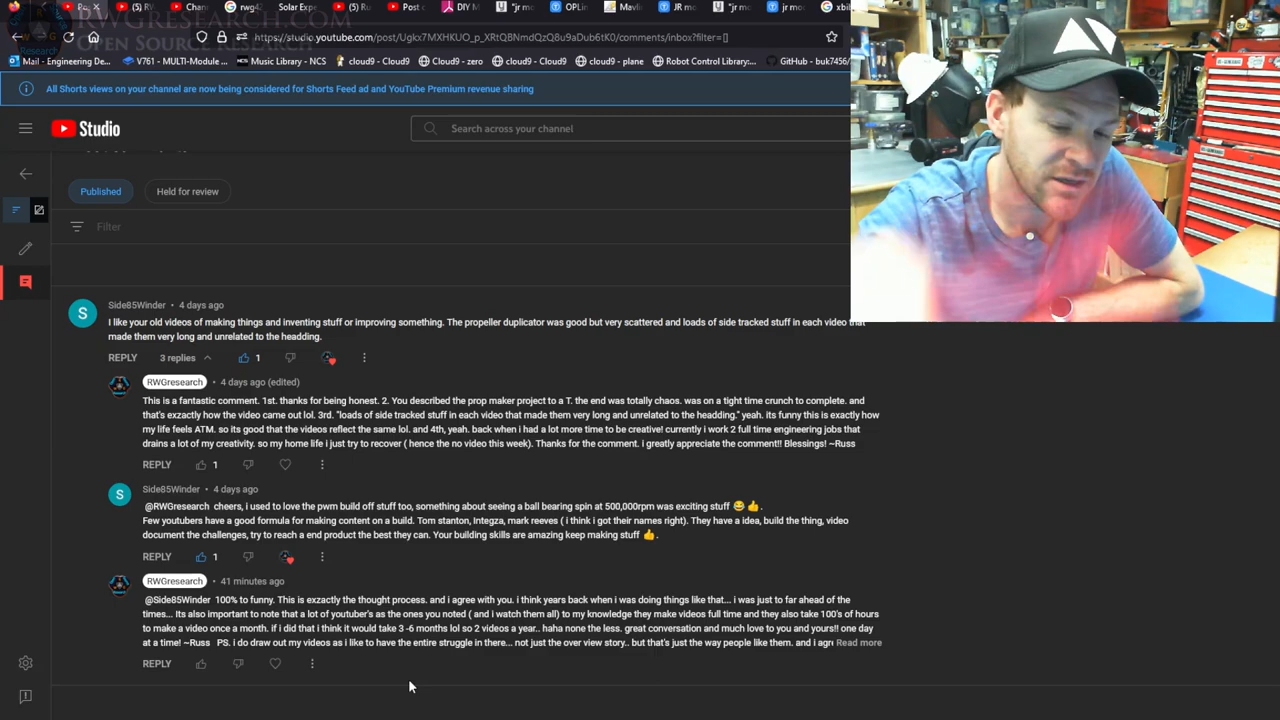 RWGRESEARCH.COM
OPEN SOURCE RESEARCH
rwg42
Solar Expe
(5) Ru
Post c
DIY M
"jr mo
OPLin
Mavlin
JR mo
"jr mo
jr moc
xbil
https://studio.youtube.com/post/Ugkx7MXHKUO_p_XRtQBNmdQzQ8u9aDub6tK0/comments/inbox?filter=[]
Mail - Engineering De...
V761 - MULTI-Module ...
Music Library - NCS
cloud9 - Cloud9
Cloud9 - zero
cloud9 - Cloud9
cloud9 - plane
Robot Control Library:...
GitHub - buk7456/
All Shorts views on your channel are now being considered for Shorts Feed ad and YouTube Premium revenue sharing
Studio
Search across your channel
Published
Held for review
Filter
Side85Winder • 4 days ago
I like your old videos of making things and inventing stuff or improving something. The propeller duplicator was good but very scattered and loads of side tracked stuff in each video that
made them very long and unrelated to the headding.
REPLY 3 replies 1
RWGresearch • 4 days ago (edited)
This is a fantastic comment. 1st. thanks for being honest. 2. You described the prop maker project to a T. the end was totally chaos. was on a tight time crunch to complete. and
that's exzactly how the video came out lol. 3rd. "loads of side tracked stuff in each video that made them very long and unrelated to the headding." yeah. its funny this is exactly how
my life feels ATM. so its good that the videos reflect the same lol. and 4th, yeah. back when i had a lot more time to be creative! currently i work 2 full time engineering jobs that
drains a lot of my creativity. so my home life i just try to recover ( hence the no video this week). Thanks for the comment. i greatly appreciate the comment!! Blessings! ~Russ
REPLY 1
Side85Winder • 4 days ago
@RWGresearch cheers, i used to love the pwm build off stuff too, something about seeing a ball bearing spin at 500,000rpm was exciting stuff 😂👍.
Few youtubers have a good formula for making content on a build. Tom stanton, Integza, mark reeves ( i think i got their names right). They have a idea, build the thing, video
document the challenges, try to reach a end product the best they can. Your building skills are amazing keep making stuff 👍.
REPLY 1
RWGresearch • 41 minutes ago
@Side85Winder 100% to funny. This is exzactly the thought process. and i agree with you. i think years back when i was doing things like that... i was just to far ahead of the
times... Its also important to note that a lot of youtuber's as the ones you noted ( and i watch them all) to my knowledge they make videos full time and they also take 100's of hours
to make a video once a month. if i did that i think it would take 3 -6 months lol so 2 videos a year.. haha none the less. great conversation and much love to you and yours!! one day
at a time! ~Russ PS. i do draw out my videos as i like to have the entire struggle in there... not just the over view story.. but that's just the way people like them. and i agre Read more
REPLY